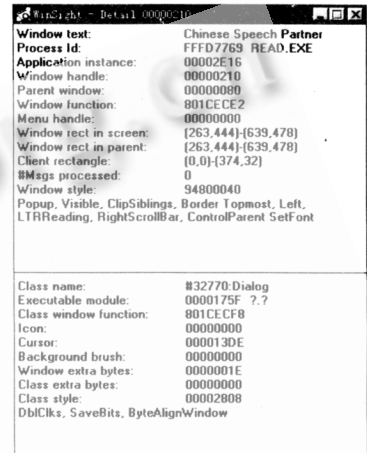 WinSight - Detail 00000210
Window text: Chinese Speech Partner
Process Id: FFFD7769 READ.EXE
Application instance: 00002E16
Window handle: 00000210
Parent window: 00000080
Window function: 801CECE2
Menu handle: 00000000
Window rect in screen: (263,444)-(639,478)
Window rect in parent: (263,444)-(639,478)
Client rectangle: (0,0)-(374,32)
#Msgs processed: 0
Window style: 94800040
Popup, Visible, ClipSiblings, Border Topmost, Left,
LTRReading, RightScrollBar, ControlParent SetFont
Class name: #32770:Dialog
Executable module: 0000175F ?.?
Class window function: 801CECF8
Icon: 00000000
Cursor: 000013DE
Background brush: 00000000
Window extra bytes: 0000001E
Class extra bytes: 00000000
Class style: 00002808
DblClks, SaveBits, ByteAlignWindow